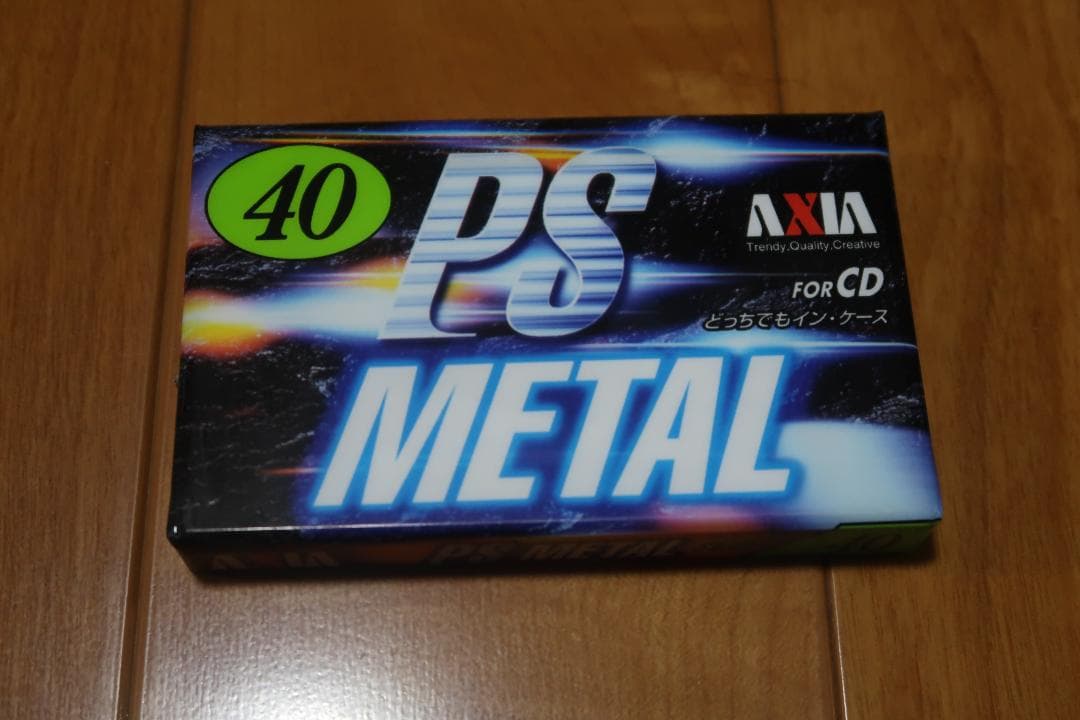 40
PS
METAL
AXIA
Trendy.Quality.Creative
FOR CD
どっちでもイン・ケース
AXIA
PS METAL
40